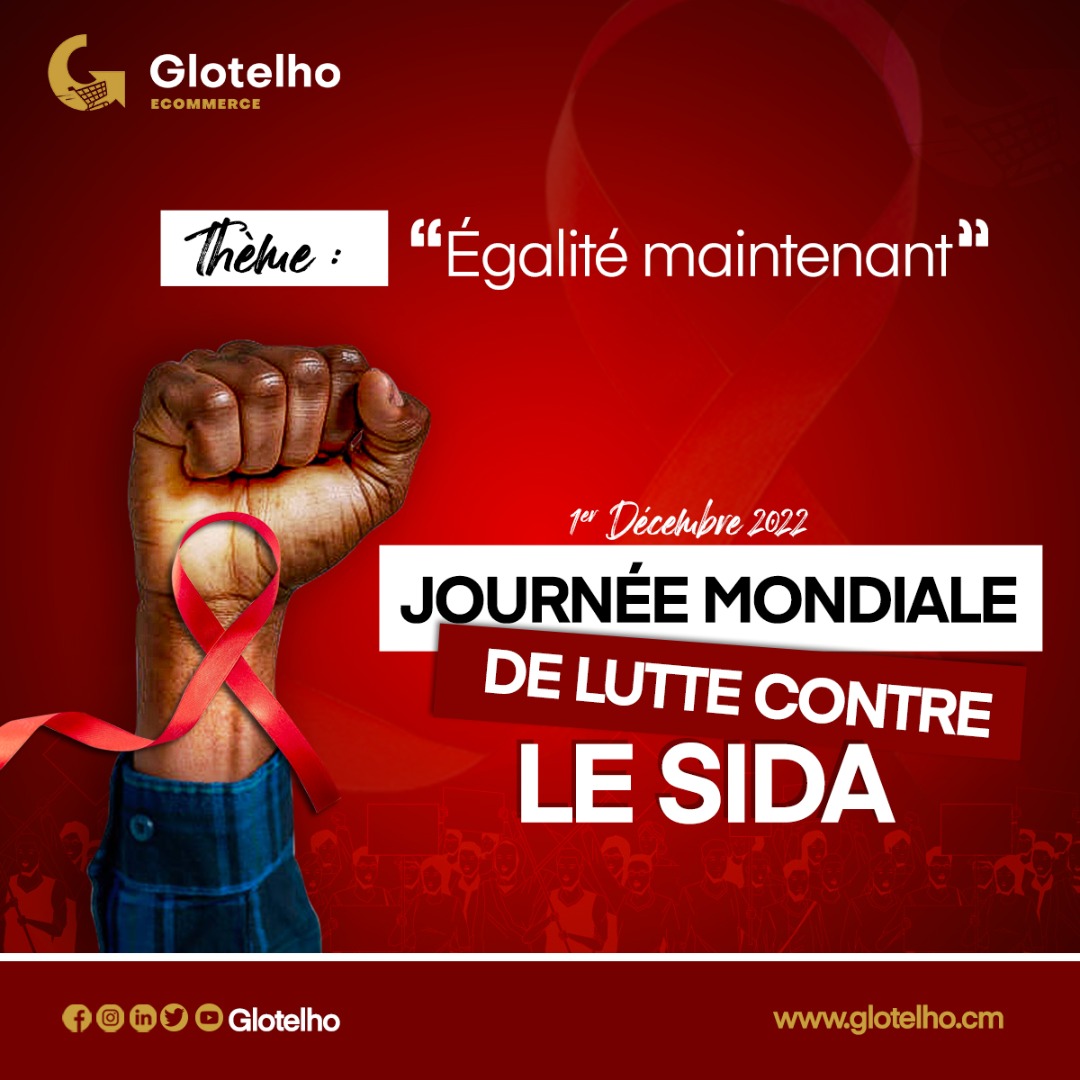 Glotelho
ECOMMERCE
Thème :
“Égalité maintenant”
1er Décembre 2022
JOURNÉE MONDIALE
DE LUTTE CONTRE
LE SIDA
Glotelho
www.glotelho.cm